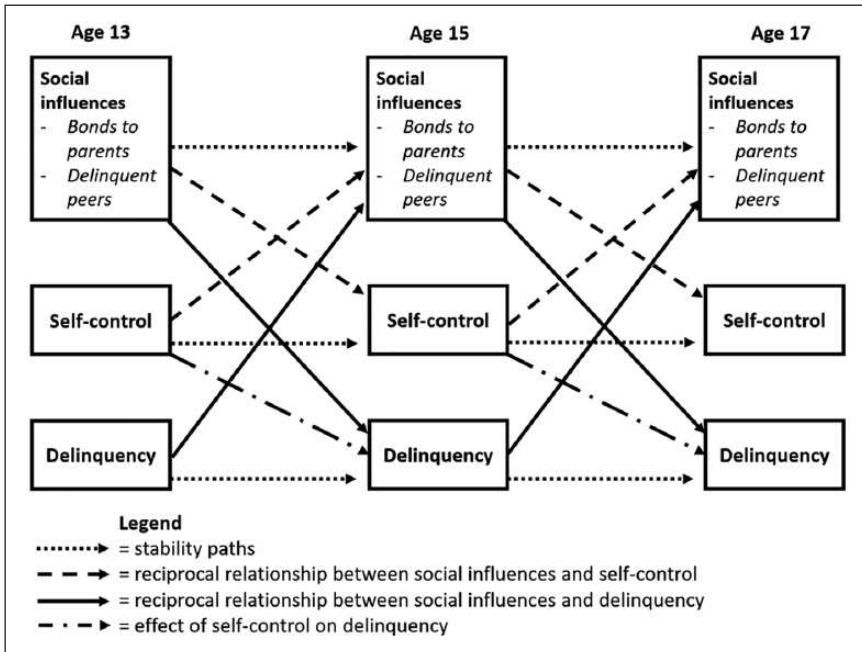 Age 13
Age 15
Age 17
Social
influences
- Bonds to
parents
- Delinquent
peers
Social
influences
- Bonds to
parents
- Delinquent
peers
Social
influences
- Bonds to
parents
- Delinquent
peers
Self-control
Self-control
Self-control
Delinquency
Delinquency
Delinquency
Legend
= stability paths
= reciprocal relationship between social influences and self-control
= reciprocal relationship between social influences and delinquency
= effect of self-control on delinquency